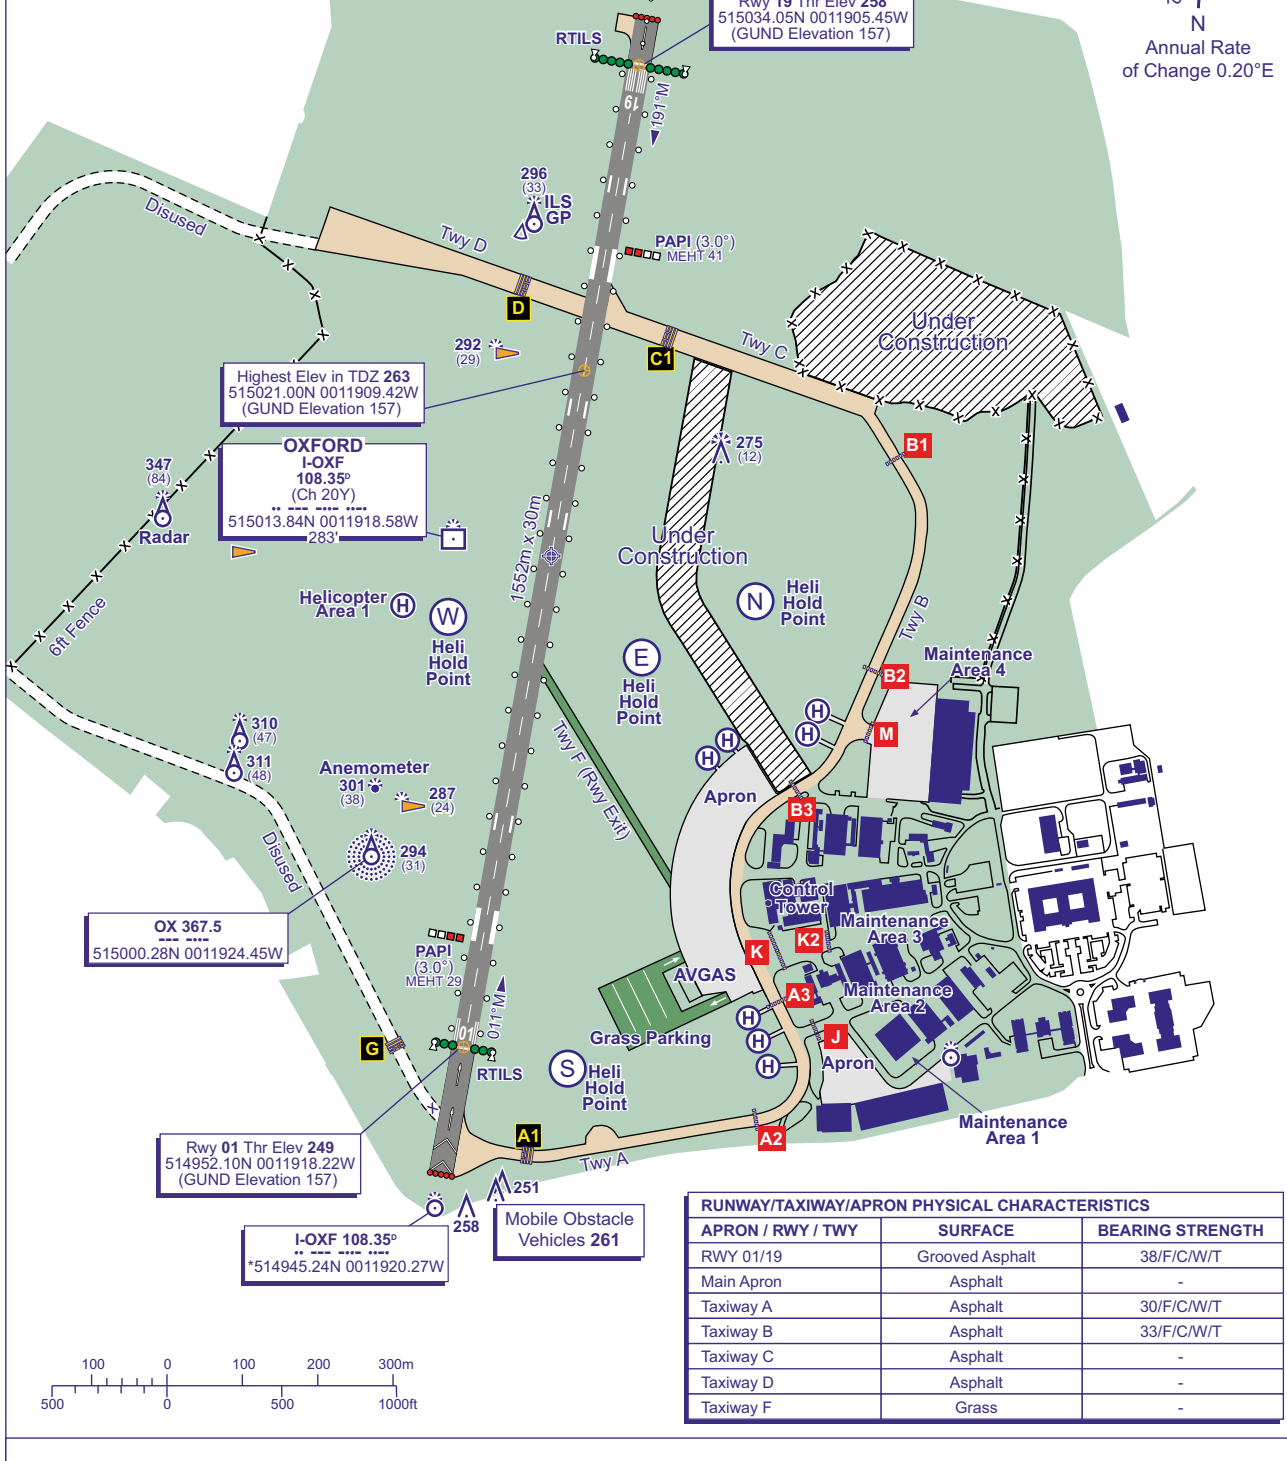 Rwy 19 Thr Elev 258
515034.05N 0011905.45W
(GUND Elevation 157)
N
Annual Rate
of Change 0.20°E
RTILS
19
191°M
296
(33)
ILS
GP
Disused
Twy D
PAPI (3.0°)
MEHT 41
D
C1
Twy C
Under
Construction
292
(29)
Highest Elev in TDZ 263
515021.00N 0011909.42W
(GUND Elevation 157)
OXFORD
I-OXF
108.35ᴰ
(Ch 20Y)
·· --- -··- ··-·
515013.84N 0011918.58W
283'
347
(84)
Radar
275
(12)
B1
1552m x 30m
Under
Construction
Helicopter
Area 1
H
W
Heli
Hold
Point
N
Heli
Hold
Point
E
Heli
Hold
Point
6ft Fence
Twy B
B2
Maintenance
Area 4
M
H
H
H
H
310
(47)
311
(48)
Anemometer
301
(38)
287
(24)
294
(31)
Twy F (Rwy Exit)
Apron
B3
Disused
Control
Tower
Maintenance
Area 3
K
K2
OX 367.5
--- -··-
515000.28N 0011924.45W
PAPI
(3.0°)
MEHT 29
AVGAS
A3
Maintenance
Area 2
011°M
01
G
RTILS
Grass Parking
H
H
H
J
Apron
S
Heli
Hold
Point
A1
A2
Twy A
Maintenance
Area 1
Rwy 01 Thr Elev 249
514952.10N 0011918.22W
(GUND Elevation 157)
251
258
Mobile Obstacle
Vehicles 261
I-OXF 108.35ᴰ
·· --- -··- ··-·
*514945.24N 0011920.27W
RUNWAY/TAXIWAY/APRON PHYSICAL CHARACTERISTICS
APRON / RWY / TWY SURFACE BEARING STRENGTH
RWY 01/19 Grooved Asphalt 38/F/C/W/T
Main Apron Asphalt -
Taxiway A Asphalt 30/F/C/W/T
Taxiway B Asphalt 33/F/C/W/T
Taxiway C Asphalt -
Taxiway D Asphalt -
Taxiway F Grass -
100 0 100 200 300m
500 0 500 1000ft